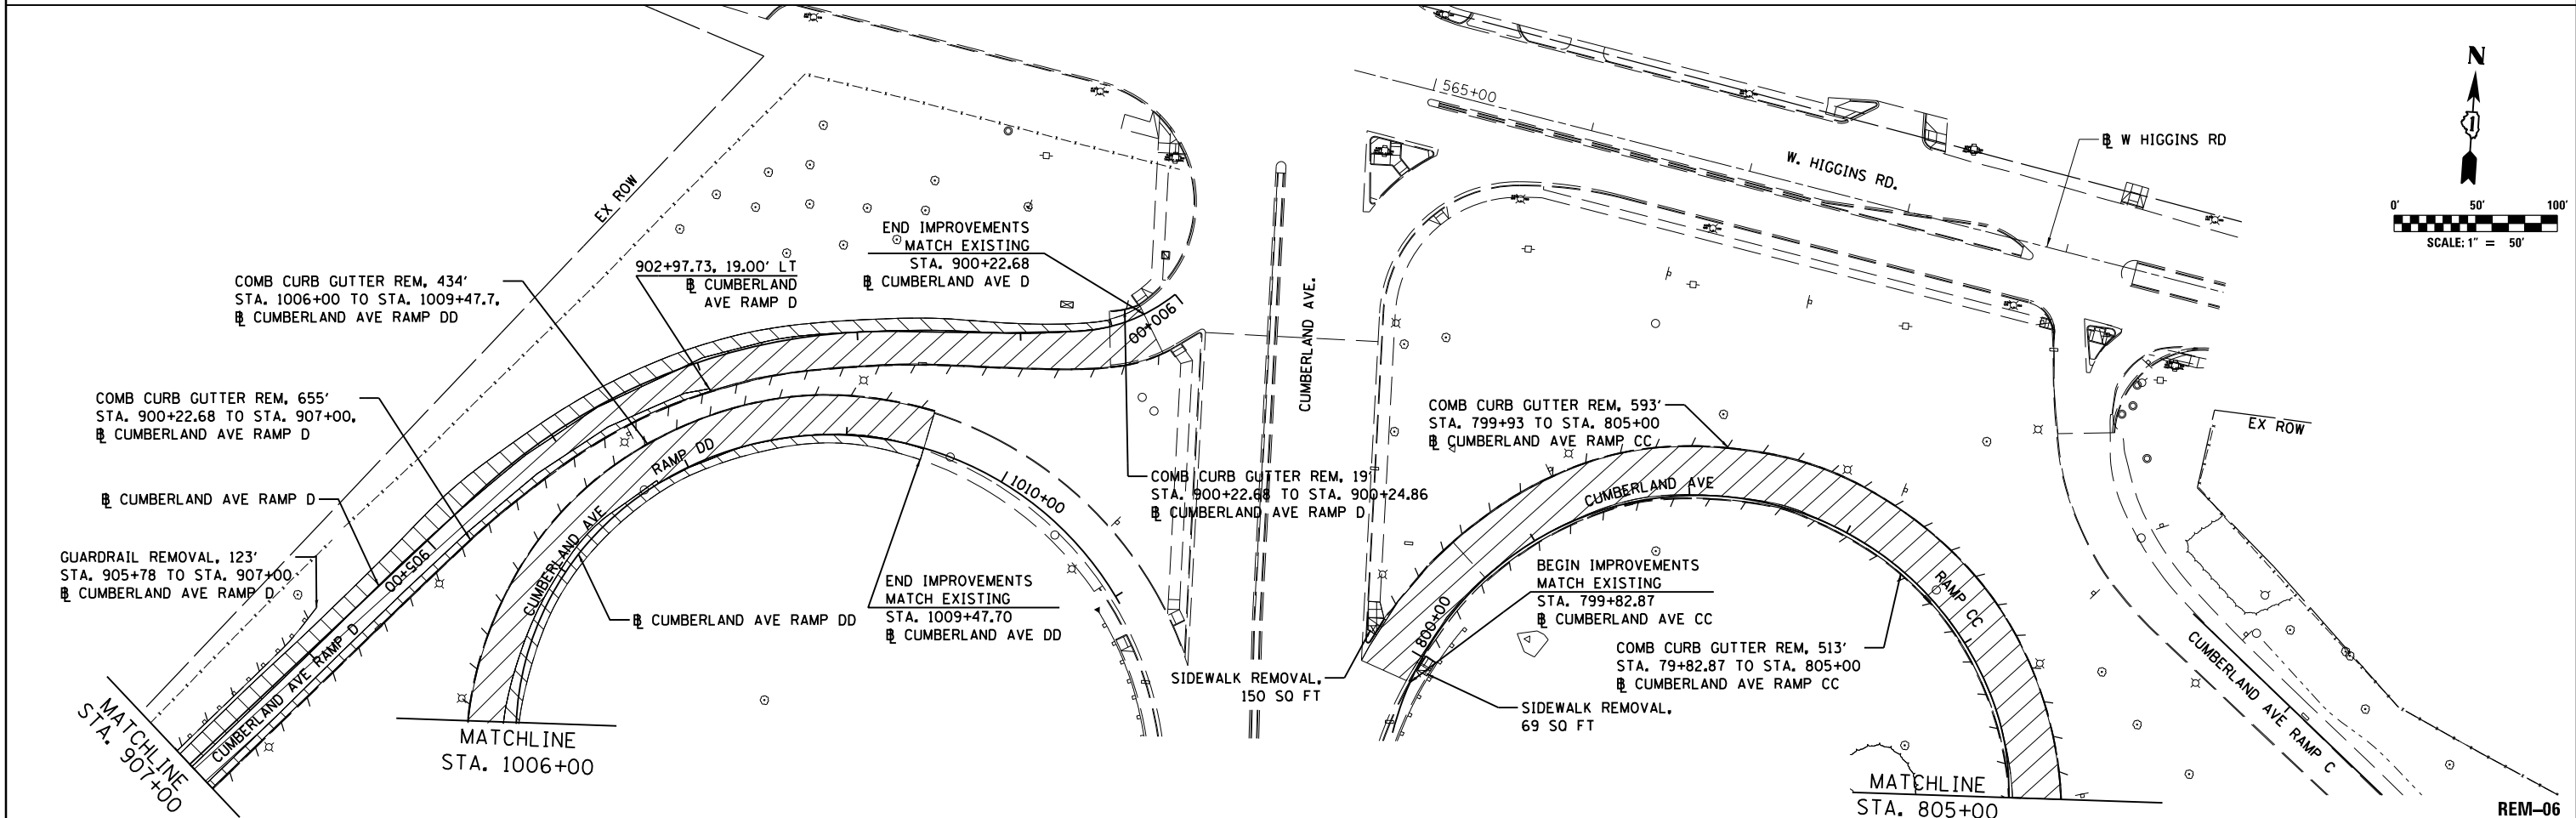 565+00
N
0'
50'
100'
SCALE: 1" = 50'
℄ W HIGGINS RD
W. HIGGINS RD.
EX ROW
END IMPROVEMENTS
MATCH EXISTING
STA. 900+22.68
℄ CUMBERLAND AVE D
902+97.73, 19.00' LT
℄ CUMBERLAND
AVE RAMP D
COMB CURB GUTTER REM, 434'
STA. 1006+00 TO STA. 1009+47.7,
℄ CUMBERLAND AVE RAMP DD
900+00
CUMBERLAND AVE.
COMB CURB GUTTER REM, 655'
STA. 900+22.68 TO STA. 907+00,
℄ CUMBERLAND AVE RAMP D
COMB CURB GUTTER REM, 593'
STA. 799+93 TO STA. 805+00
℄ CUMBERLAND AVE RAMP CC
EX ROW
RAMP DD
CUMBERLAND AVE
1010+00
COMB CURB GUTTER REM, 19'
STA. 900+22.68 TO STA. 900+24.86
℄ CUMBERLAND AVE RAMP D
CUMBERLAND AVE
RAMP CC
℄ CUMBERLAND AVE RAMP D
905+00
GUARDRAIL REMOVAL, 123'
STA. 905+78 TO STA. 907+00
℄ CUMBERLAND AVE RAMP D
END IMPROVEMENTS
MATCH EXISTING
STA. 1009+47.70
℄ CUMBERLAND AVE DD
BEGIN IMPROVEMENTS
MATCH EXISTING
STA. 799+82.87
℄ CUMBERLAND AVE CC
800+00
℄ CUMBERLAND AVE RAMP DD
COMB CURB GUTTER REM, 513'
STA. 79+82.87 TO STA. 805+00
℄ CUMBERLAND AVE RAMP CC
SIDEWALK REMOVAL,
150 SQ FT
SIDEWALK REMOVAL,
69 SQ FT
CUMBERLAND AVE RAMP D
CUMBERLAND AVE RAMP C
MATCHLINE
STA. 907+00
MATCHLINE
STA. 1006+00
MATCHLINE
STA. 805+00
REM-06